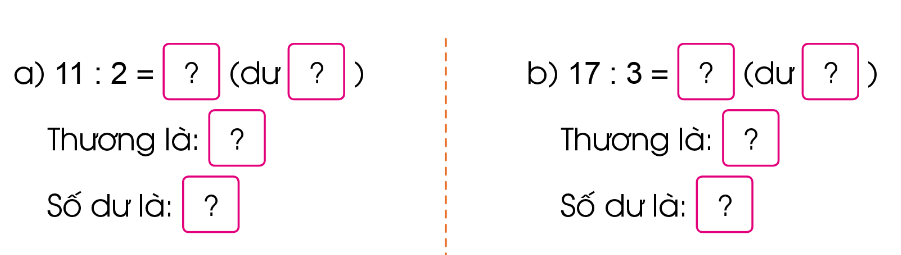 a) 11 : 2 = ? (dư ? )
Thương là: ?
Số dư là: ?
b) 17 : 3 = ? (dư ? )
Thương là: ?
Số dư là: ?